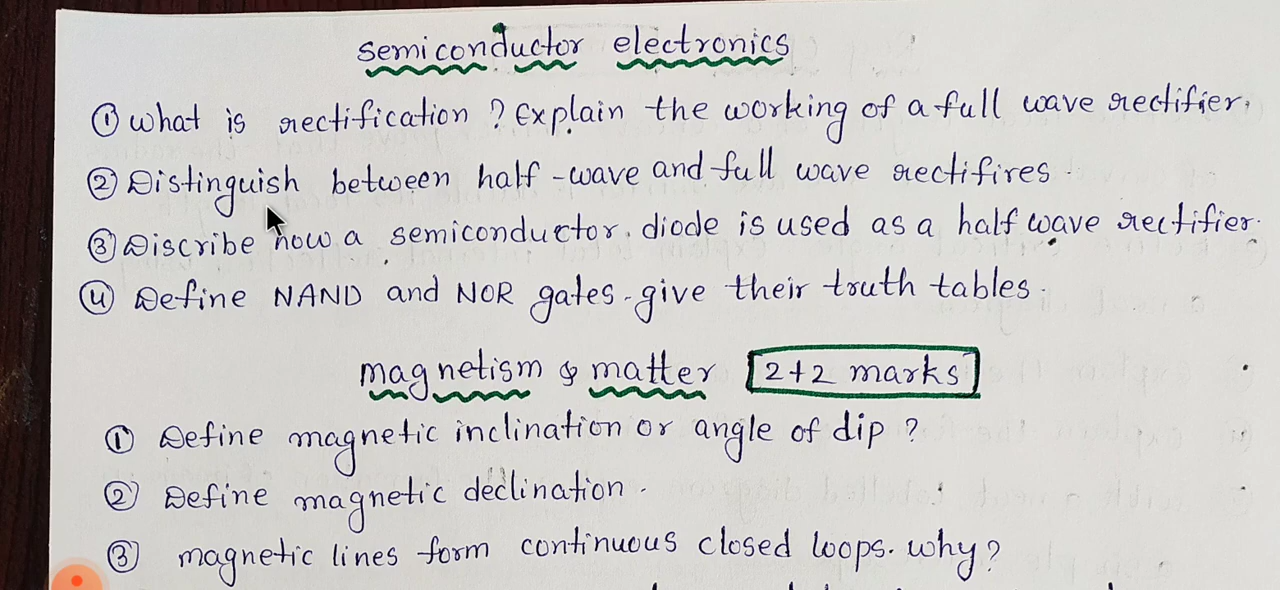 semiconductor electronics
① What is rectification ? Explain the working of a full wave rectifier.
② Distinguish between half-wave and full wave rectifires.
③ Discribe how a semiconductor. diode is used as a half wave rectifier.
④ Define NAND and NOR gates. give their truth tables.
magnetism & matter [2+2 marks]
① Define magnetic inclination or angle of dip ?
② Define magnetic declination.
③ magnetic lines form continuous closed loops. why?